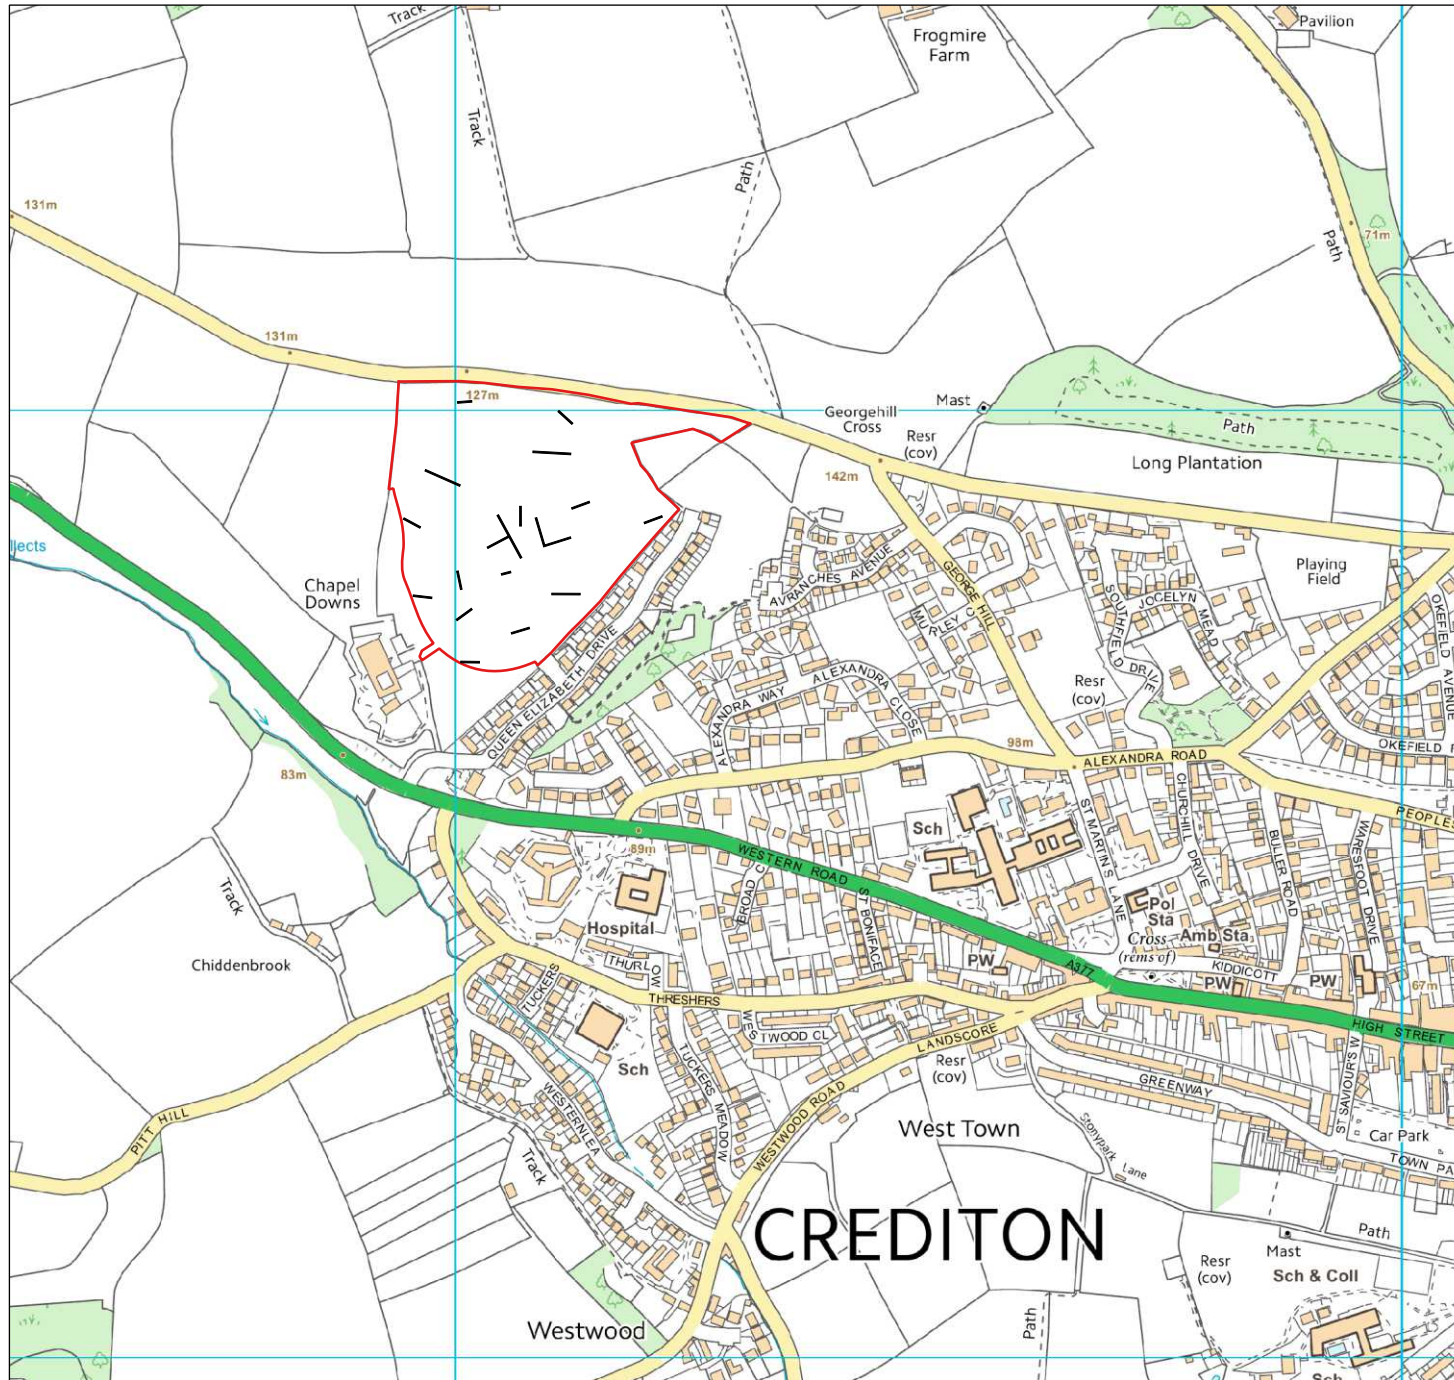 Track
Frogmire
Farm
Pavilion
Track
Path
131m
71m
Path
131m
127m
Mast
Georgehill
Cross
Resr
(cov)
Path
Long Plantation
142m
llects
Playing
Field
Chapel
Downs
AVRANCHES AVENUE
GEORGE HILL
MURLEY C
SOUTHFIELD DRIVE
JOCELYN
MEAD
OKEFIELD AVENUE
QUEEN ELIZABETH DRIVE
Resr
(cov)
ALEXANDRA WAY
ALEXANDRA
CLOSE
98m
ALEXANDRA ROAD
OKEFIELD R
83m
89m
Sch
WESTERN ROAD
ST MARTIN'S LANE
CHURCHILL DRIVE
BULLER ROAD
PEOPLES
WARESFOOT DRIVE
BROAD C
ST BONIFACE
Track
Hospital
Pol
Sta
Cross
(rems of)
Amb Sta
Chiddenbrook
THURLOW
PW
A377
KIDDICOTT
PW
PW
67m
TUCKERS
THRESHERS
HIGH STREET
WESTWOOD CL
LANDSCORE
Resr
(cov)
Sch
TUCKERS MEADOW
GREENWAY
ST SAVIOUR'S W
WESTERNLEA
PITT HILL
WESTWOOD ROAD
West Town
Stonypark
Lane
Car Park
TOWN PA
Track
CREDITON
Path
Mast
Resr
(cov)
Sch & Coll
Westwood
Path
Sch